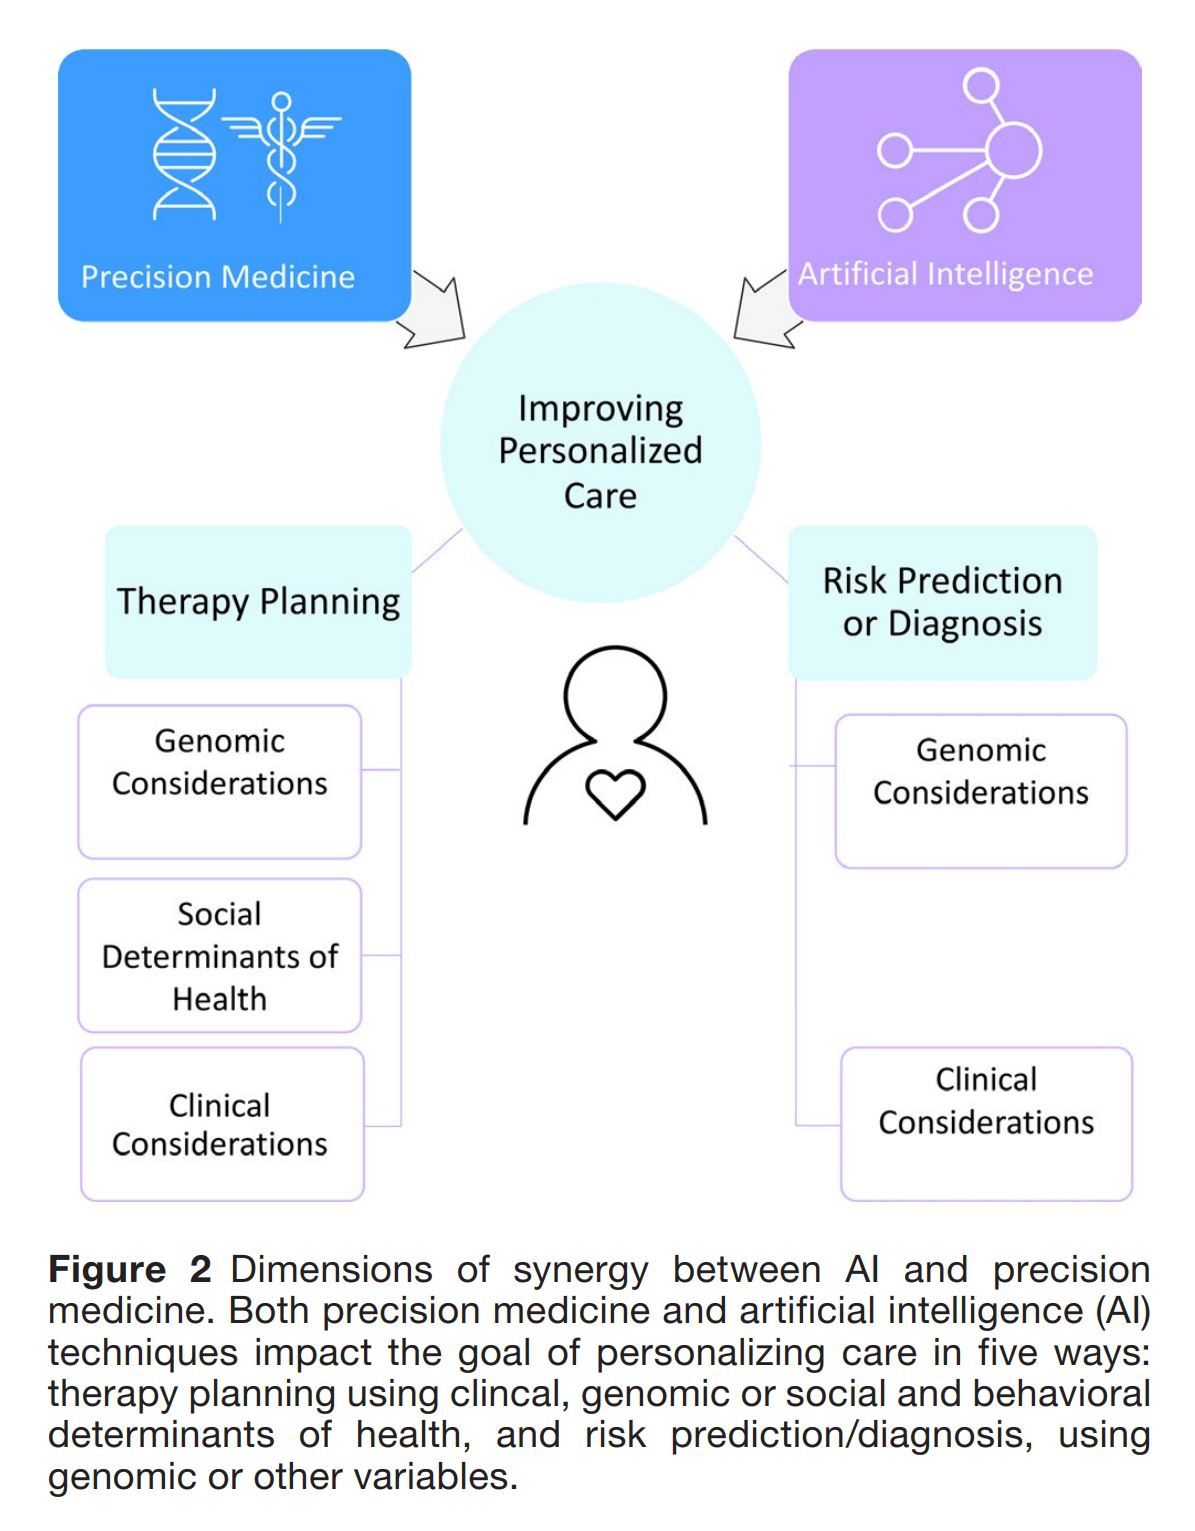 Precision Medicine
Artificial Intelligence
Improving
Personalized
Care
Therapy Planning
Risk Prediction
or Diagnosis
Genomic
Considerations
Social
Determinants of
Health
Clinical
Considerations
Genomic
Considerations
Clinical
Considerations
Figure 2 Dimensions of synergy between AI and precision
medicine. Both precision medicine and artificial intelligence (AI)
techniques impact the goal of personalizing care in five ways:
therapy planning using clincal, genomic or social and behavioral
determinants of health, and risk prediction/diagnosis, using
genomic or other variables.